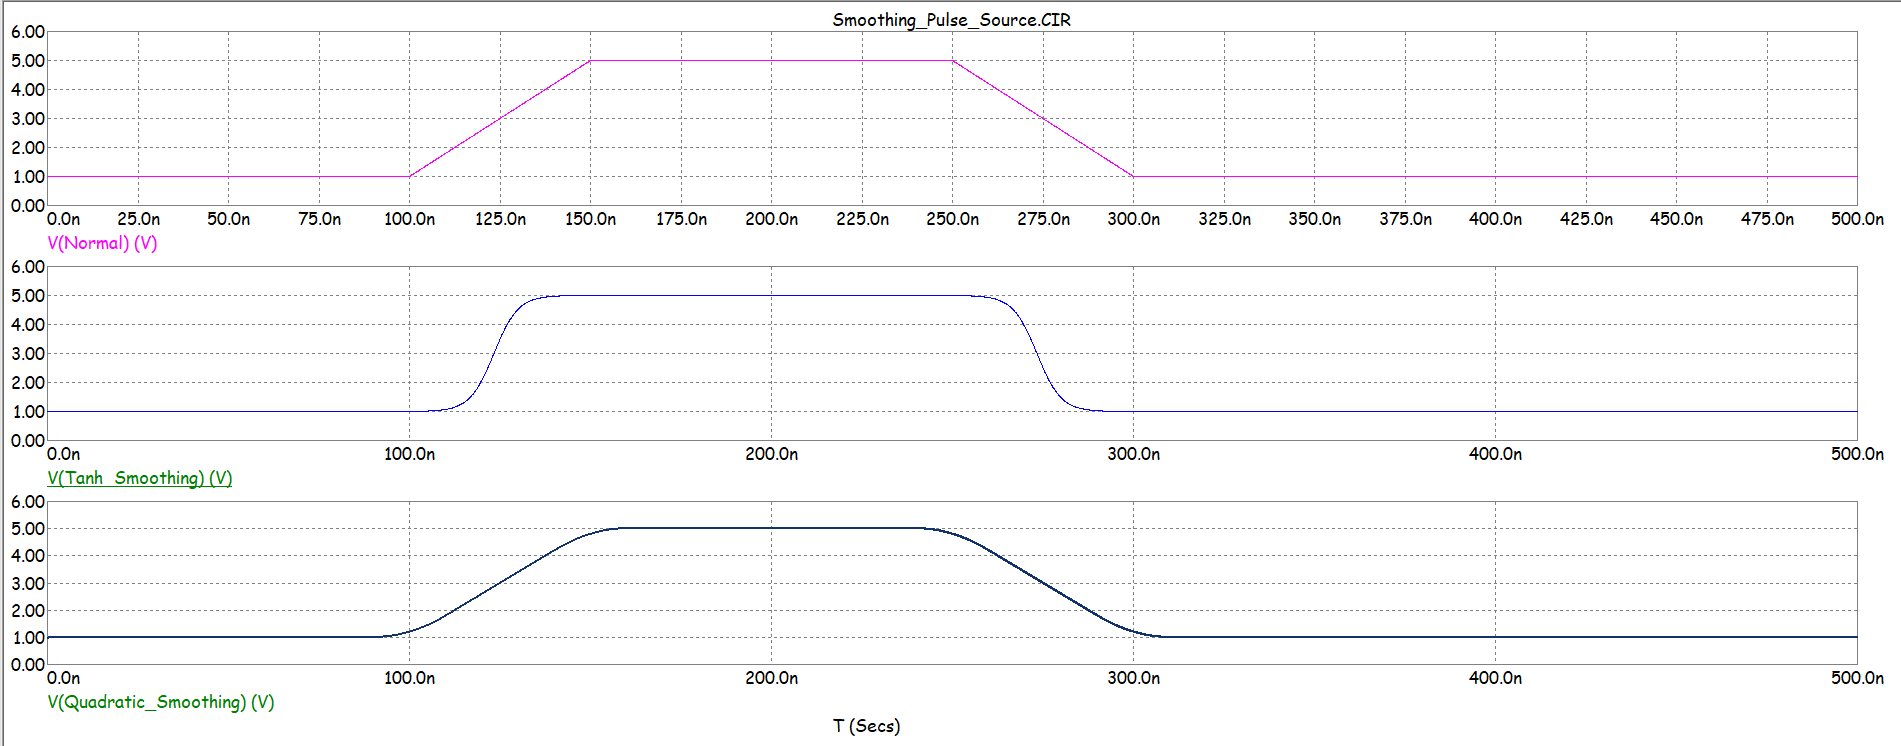 Smoothing_Pulse_Source.CIR
6.00
5.00
4.00
3.00
2.00
1.00
0.00
0.0n 25.0n 50.0n 75.0n 100.0n 125.0n 150.0n 175.0n 200.0n 225.0n 250.0n 275.0n 300.0n 325.0n 350.0n 375.0n 400.0n 425.0n 450.0n 475.0n 500.0n
V(Normal) (V)
6.00
5.00
4.00
3.00
2.00
1.00
0.00
0.0n 100.0n 200.0n 300.0n 400.0n 500.0n
V(Tanh_Smoothing) (V)
6.00
5.00
4.00
3.00
2.00
1.00
0.00
0.0n 100.0n 200.0n 300.0n 400.0n 500.0n
V(Quadratic_Smoothing) (V)
T (Secs)